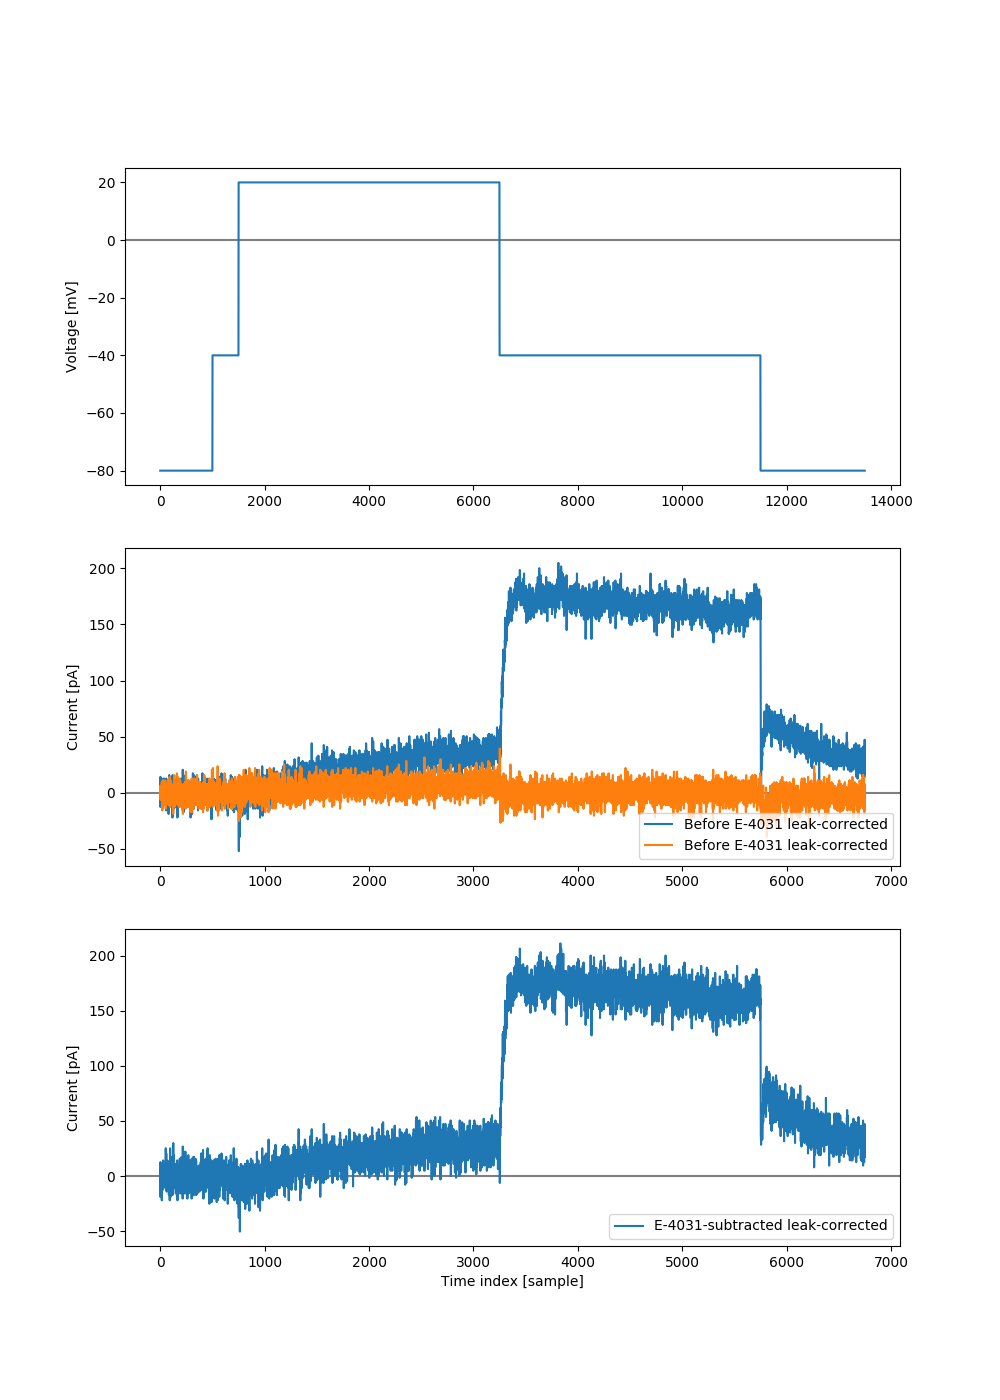 20
0
−20
−40
−60
−80
Voltage [mV]
0 2000 4000 6000 8000 10000 12000 14000
200
150
100
50
0
−50
Current [pA]
Before E-4031 leak-corrected
Before E-4031 leak-corrected
0 1000 2000 3000 4000 5000 6000 7000
200
150
100
50
0
−50
Current [pA]
E-4031-subtracted leak-corrected
0 1000 2000 3000 4000 5000 6000 7000
Time index [sample]